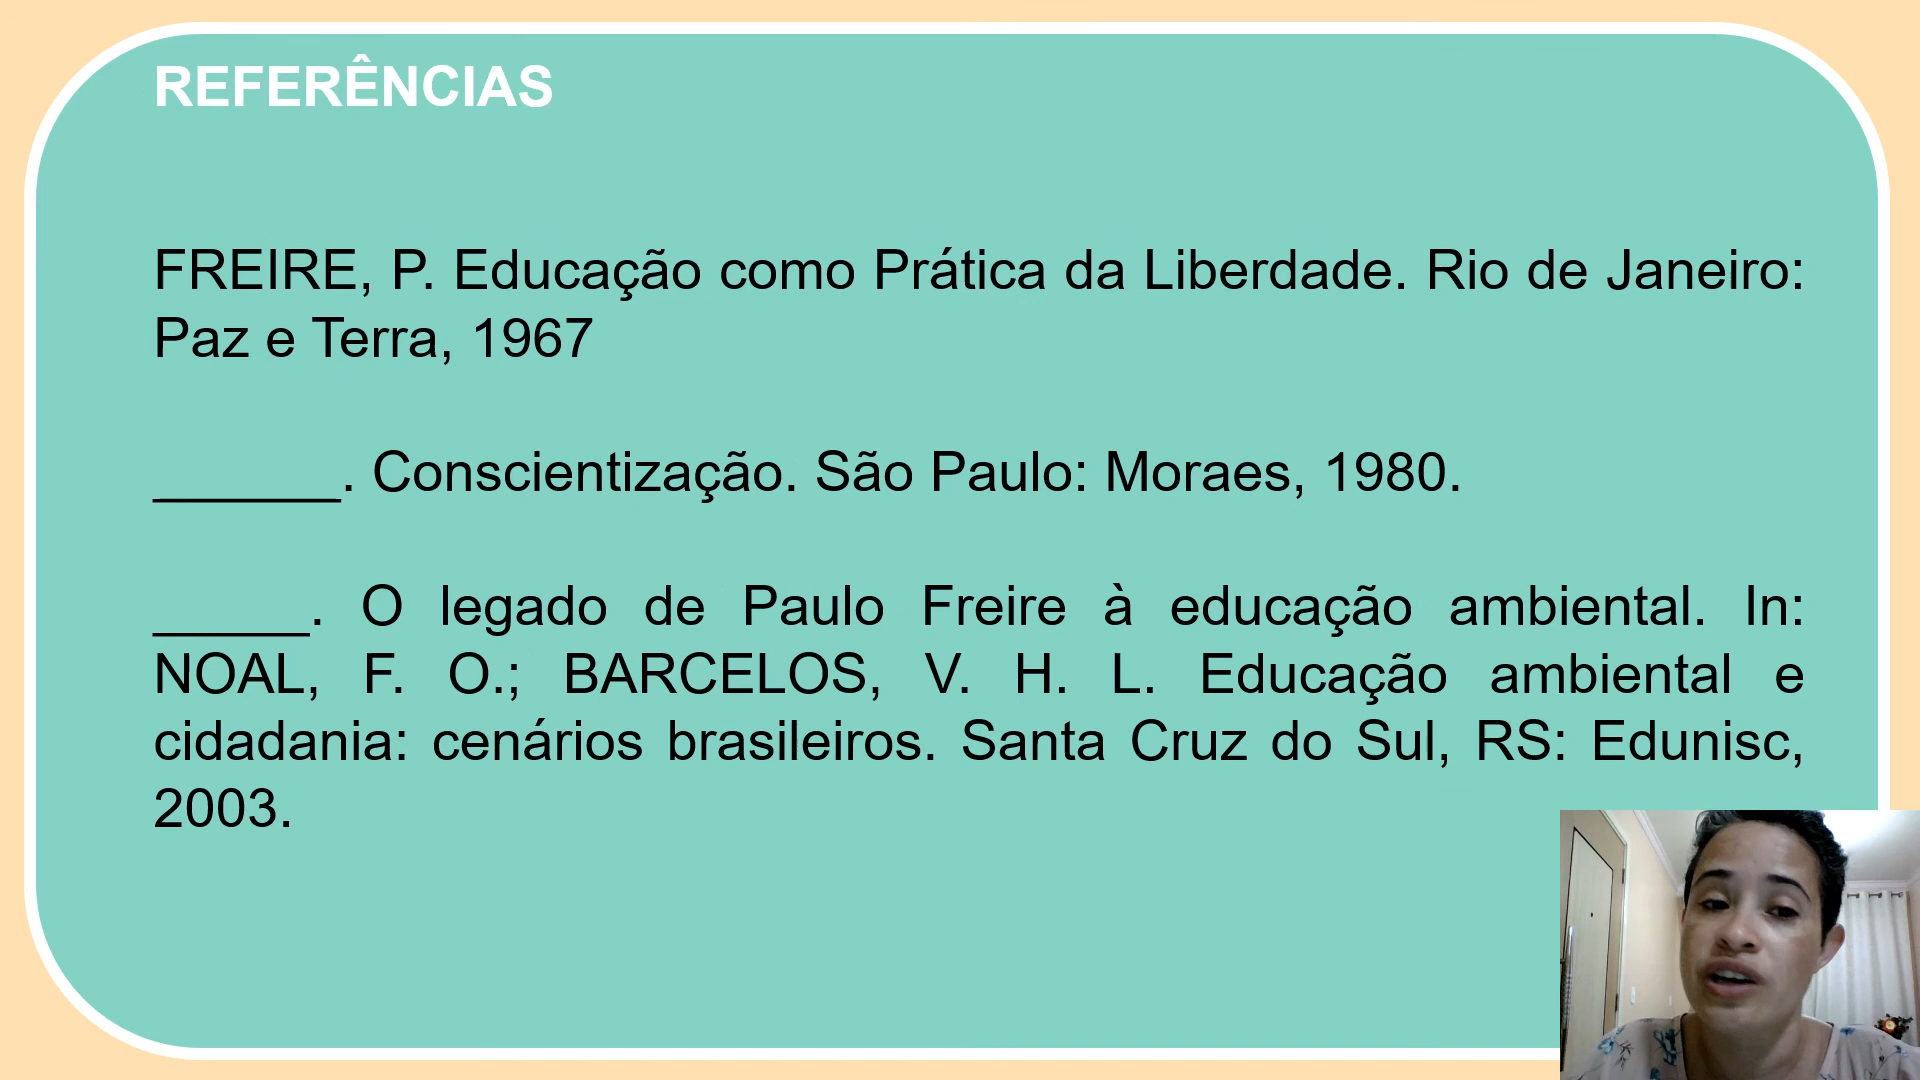 REFERÊNCIAS
FREIRE, P. Educação como Prática da Liberdade. Rio de Janeiro:
Paz e Terra, 1967
______. Conscientização. São Paulo: Moraes, 1980.
_____. O legado de Paulo Freire à educação ambiental. In:
NOAL, F. O.; BARCELOS, V. H. L. Educação ambiental e
cidadania: cenários brasileiros. Santa Cruz do Sul, RS: Edunisc,
2003.